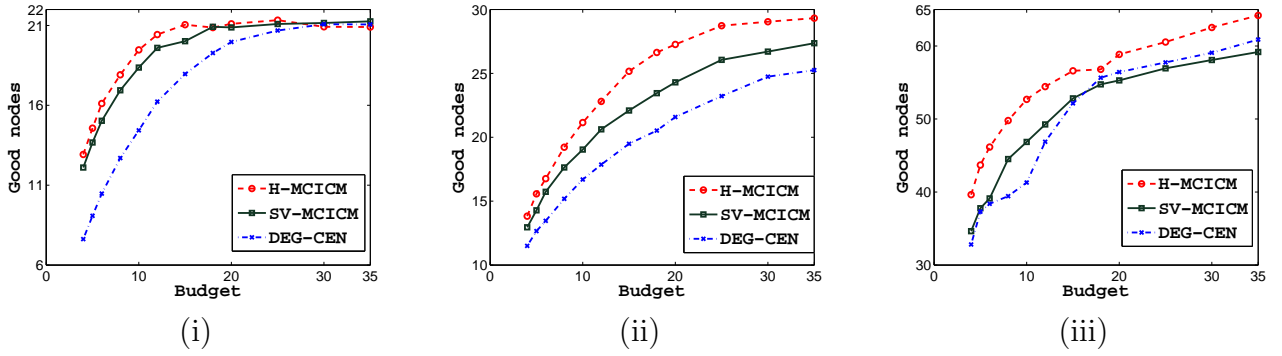 22
21
16
11
6
Good nodes
0
10
20
30
35
Budget
H-MCICM
SV-MCICM
DEG-CEN
(i)
30
25
20
15
10
Good nodes
0
10
20
30
35
Budget
H-MCICM
SV-MCICM
DEG-CEN
(ii)
65
60
50
40
30
Good nodes
0
10
20
30
35
Budget
H-MCICM
SV-MCICM
DEG-CEN
(iii)